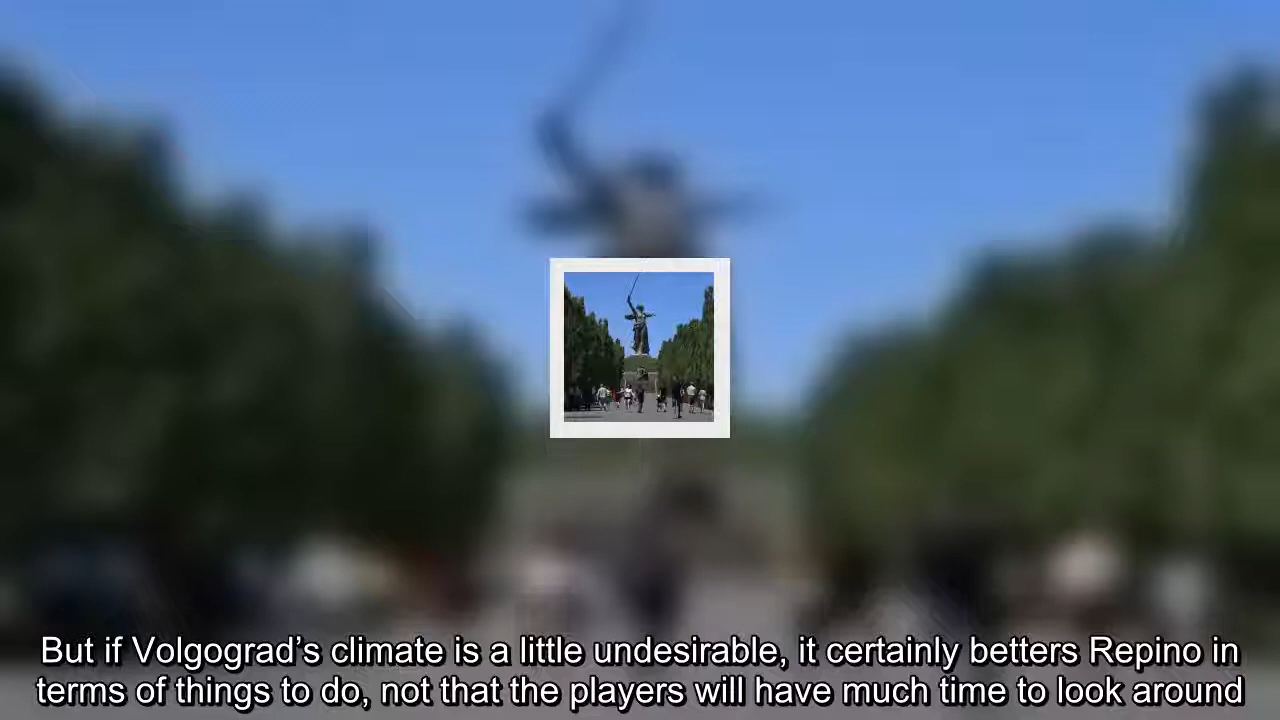 But if Volgograd’s climate is a little undesirable, it certainly betters Repino in
terms of things to do, not that the players will have much time to look around